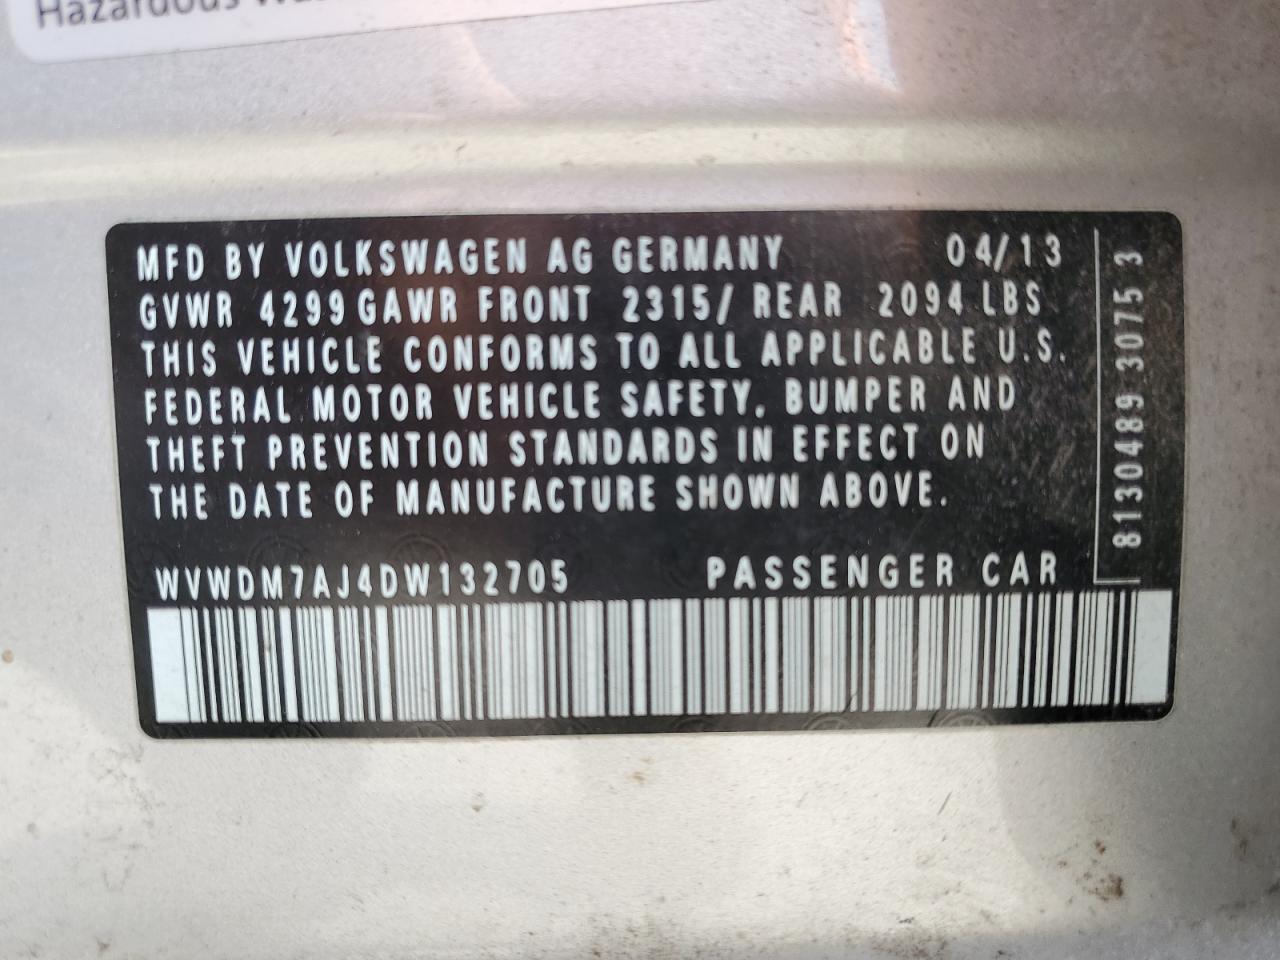 Hazardous
MFD BY VOLKSWAGEN AG GERMANY 04/13
GVWR 4299 GAWR FRONT 2315/ REAR 2094 LBS
THIS VEHICLE CONFORMS TO ALL APPLICABLE U.S.
FEDERAL MOTOR VEHICLE SAFETY, BUMPER AND
THEFT PREVENTION STANDARDS IN EFFECT ON
THE DATE OF MANUFACTURE SHOWN ABOVE.
WVWDM7AJ4DW132705 PASSENGER CAR
8130489 3075 3